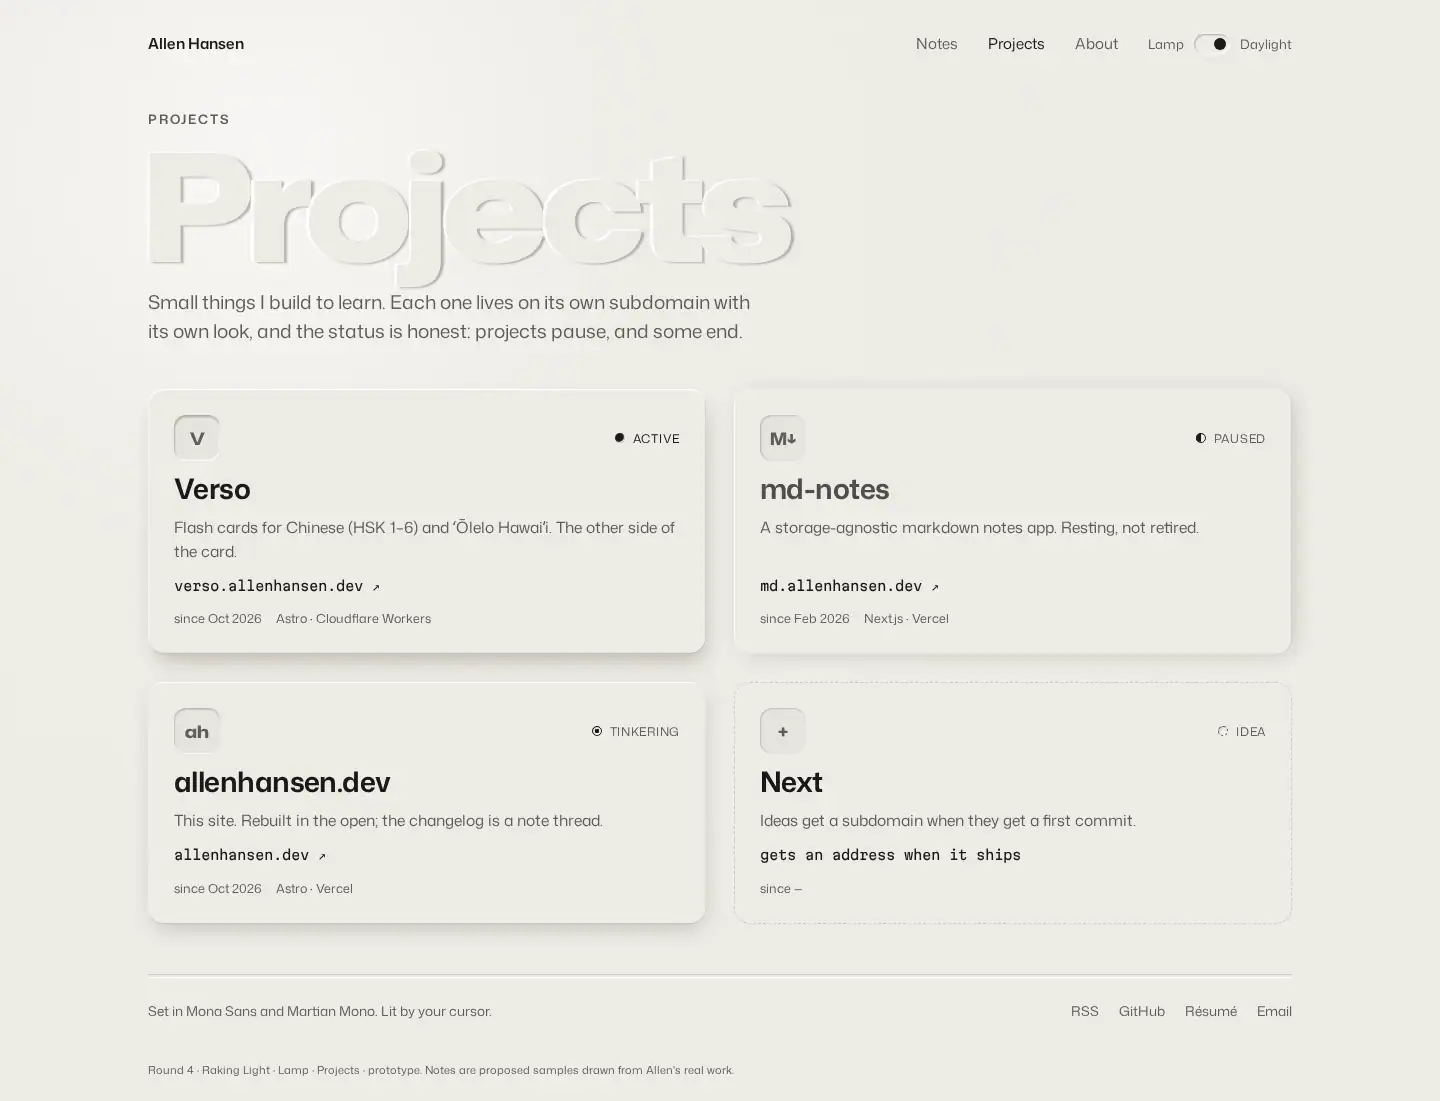 Allen Hansen
Notes Projects About Lamp Daylight
PROJECTS
Projects
Small things I build to learn. Each one lives on its own subdomain with
its own look, and the status is honest: projects pause, and some end.
V
ACTIVE
Verso
Flash cards for Chinese (HSK 1–6) and ʻŌlelo Hawaiʻi. The other side of
the card.
verso.allenhansen.dev ↗
since Oct 2026 Astro · Cloudflare Workers
M↓
PAUSED
md-notes
A storage-agnostic markdown notes app. Resting, not retired.
md.allenhansen.dev ↗
since Feb 2026 Next.js · Vercel
ah
TINKERING
allenhansen.dev
This site. Rebuilt in the open; the changelog is a note thread.
allenhansen.dev ↗
since Oct 2026 Astro · Vercel
+
IDEA
Next
Ideas get a subdomain when they get a first commit.
gets an address when it ships
since —
Set in Mona Sans and Martian Mono. Lit by your cursor.
RSS GitHub Résumé Email
Round 4 · Raking Light · Lamp · Projects · prototype. Notes are proposed samples drawn from Allen's real work.